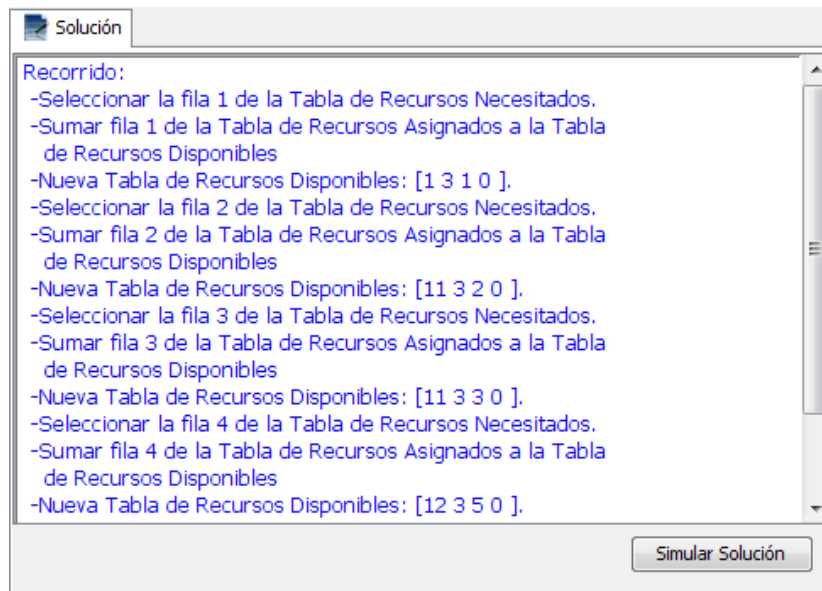 Solución
Recorrido:
-Seleccionar la fila 1 de la Tabla de Recursos Necesitados.
-Sumar fila 1 de la Tabla de Recursos Asignados a la Tabla
de Recursos Disponibles
-Nueva Tabla de Recursos Disponibles: [1 3 1 0 ].
-Seleccionar la fila 2 de la Tabla de Recursos Necesitados.
-Sumar fila 2 de la Tabla de Recursos Asignados a la Tabla
de Recursos Disponibles
-Nueva Tabla de Recursos Disponibles: [11 3 2 0 ].
-Seleccionar la fila 3 de la Tabla de Recursos Necesitados.
-Sumar fila 3 de la Tabla de Recursos Asignados a la Tabla
de Recursos Disponibles
-Nueva Tabla de Recursos Disponibles: [11 3 3 0 ].
-Seleccionar la fila 4 de la Tabla de Recursos Necesitados.
-Sumar fila 4 de la Tabla de Recursos Asignados a la Tabla
de Recursos Disponibles
-Nueva Tabla de Recursos Disponibles: [12 3 5 0 ].
Simular Solución